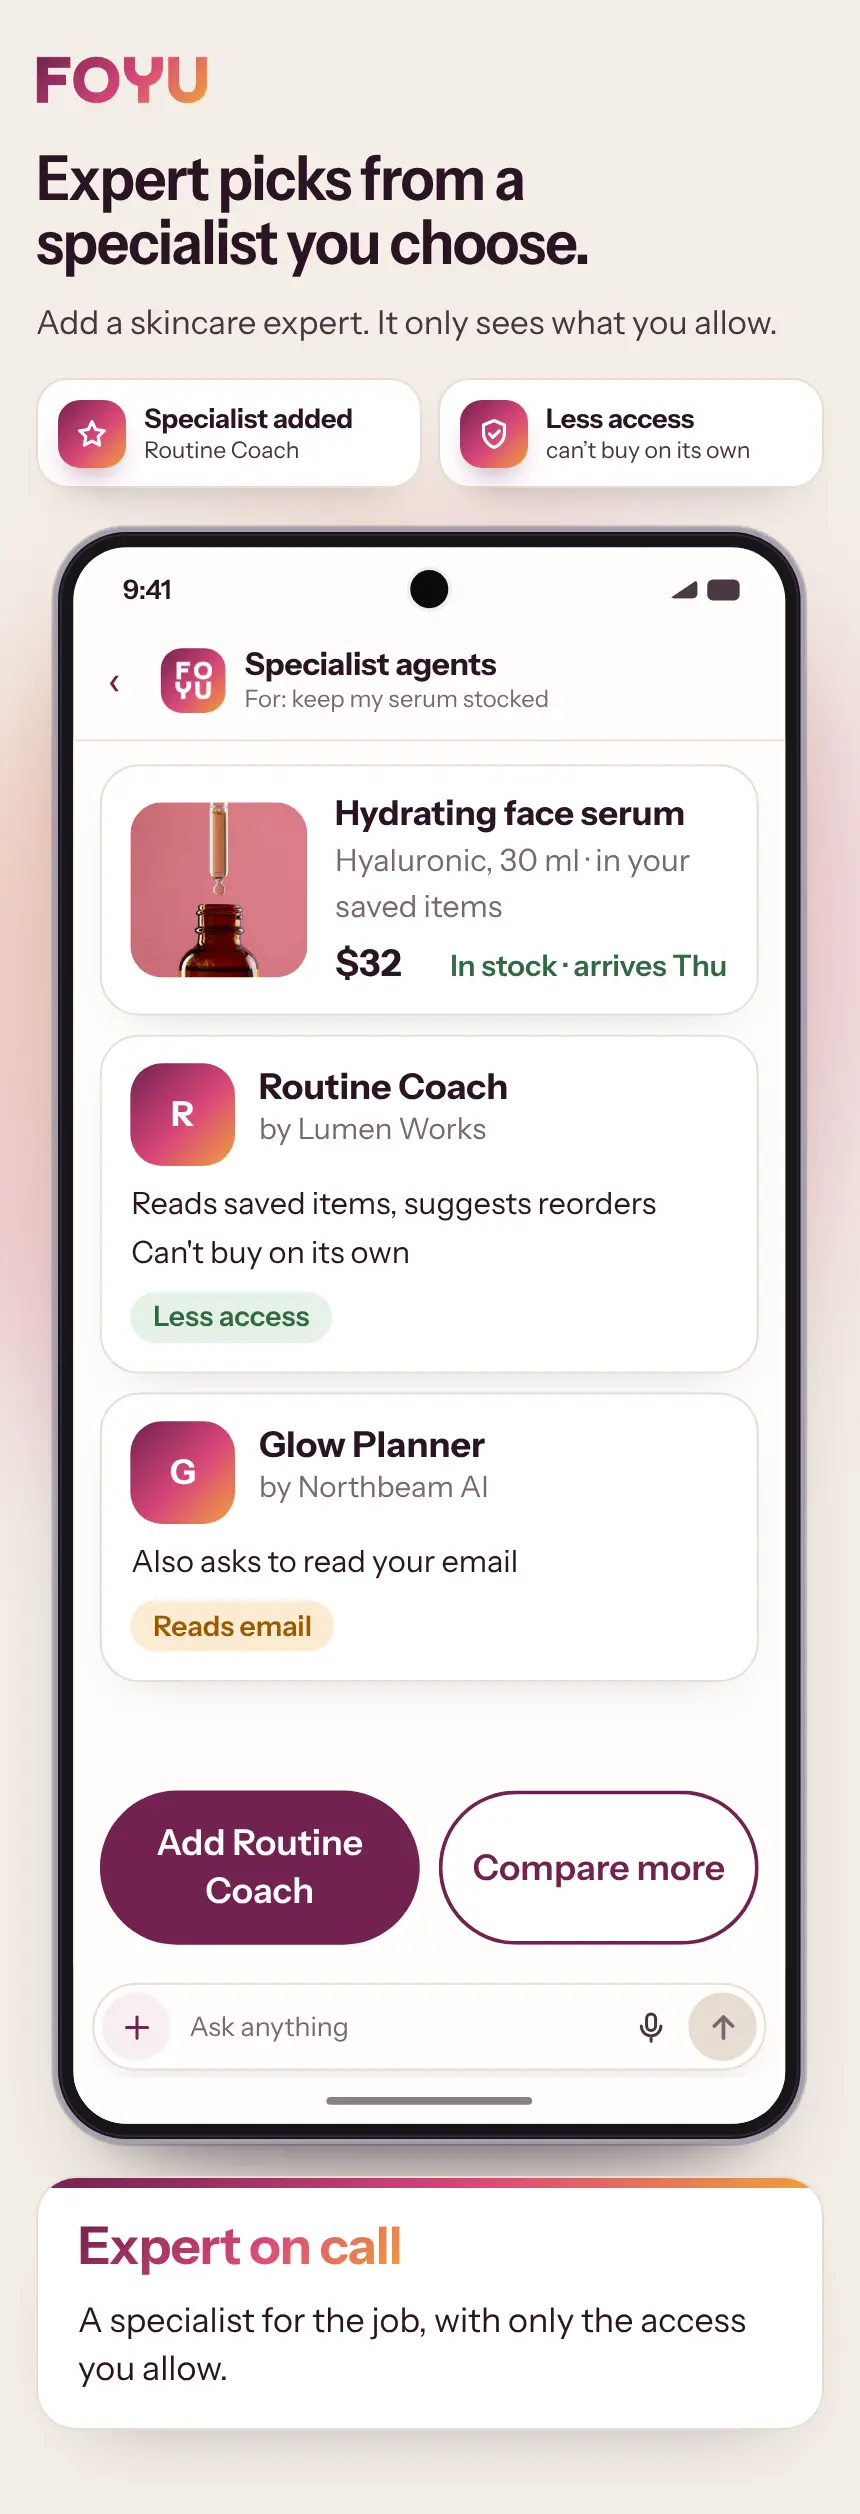 FOYU
Expert picks from a
specialist you choose.
Add a skincare expert. It only sees what you allow.
Specialist added
Routine Coach
Less access
can't buy on its own
9:41
‹
FO
YU
Specialist agents
For: keep my serum stocked
Hydrating face serum
Hyaluronic, 30 ml · in your
saved items
$32
In stock · arrives Thu
R
Routine Coach
by Lumen Works
Reads saved items, suggests reorders
Can't buy on its own
Less access
G
Glow Planner
by Northbeam AI
Also asks to read your email
Reads email
Add Routine
Coach
Compare more
Ask anything
Expert on call
A specialist for the job, with only the access
you allow.